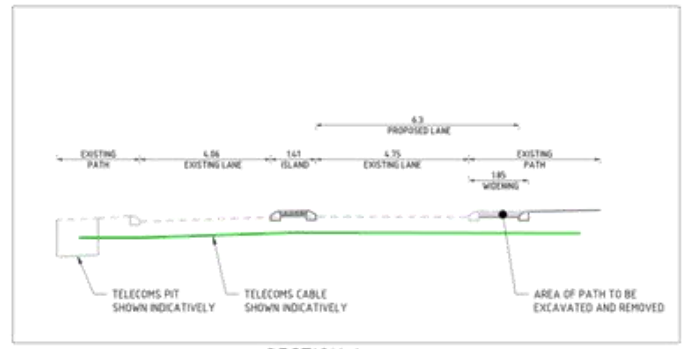 6.3
PROPOSED LANE
EXISTING
PATH
4.06
EXISTING LANE
1.41
ISLAND
4.75
EXISTING LANE
EXISTING
PATH
1.85
WIDENING
TELECOMS PIT
SHOWN INDICATIVELY
TELECOMS CABLE
SHOWN INDICATIVELY
AREA OF PATH TO BE
EXCAVATED AND REMOVED